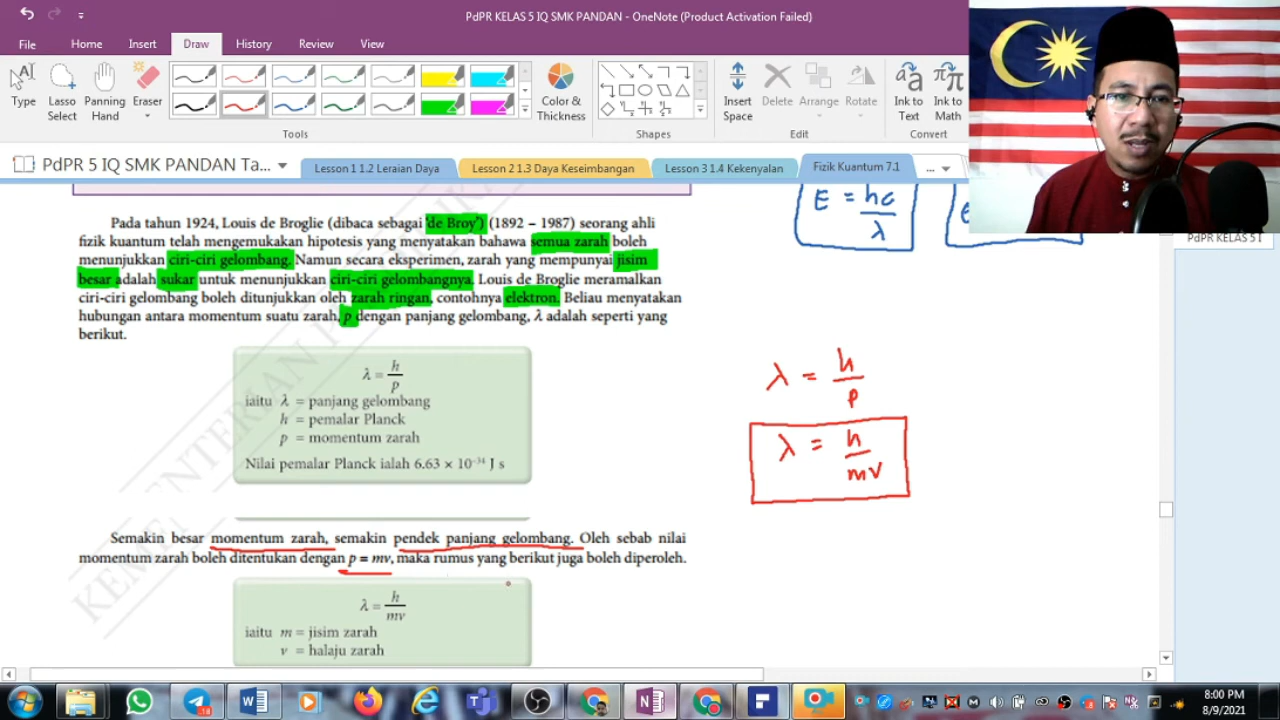 PdPR KELAS 5 IQ SMK PANDAN - OneNote (Product Activation Failed)
File Home Insert Draw History Review View
Type
Lasso Select
Panning Hand
Eraser
Color & Thickness
Insert Space
Delete
Arrange
Rotate
Ink to Text
Ink to Math
Tools
Shapes
Edit
Convert
PdPR 5 IQ SMK PANDAN Ta...
Lesson 1 1.2 Leraian Daya
Lesson 2 1.3 Daya Keseimbangan
Lesson 3 1.4 Kekenyalan
Fizik Kuantum 7.1
...
PdPR KELAS 5 I
E = hc/λ
E
Pada tahun 1924, Louis de Broglie (dibaca sebagai 'de Broy') (1892 – 1987) seorang ahli
fizik kuantum telah mengemukakan hipotesis yang menyatakan bahawa semua zarah boleh
menunjukkan ciri-ciri gelombang. Namun secara eksperimen, zarah yang mempunyai jisim
besar adalah sukar untuk menunjukkan ciri-ciri gelombangnya. Louis de Broglie meramalkan
ciri-ciri gelombang boleh ditunjukkan oleh zarah ringan, contohnya elektron. Beliau menyatakan
hubungan antara momentum suatu zarah, p dengan panjang gelombang, λ adalah seperti yang
berikut.
λ = h/p
iaitu λ = panjang gelombang
h = pemalar Planck
p = momentum zarah
Nilai pemalar Planck ialah 6.63 × 10⁻³⁴ J s
λ = h/p
λ = h/mv
Semakin besar momentum zarah, semakin pendek panjang gelombang. Oleh sebab nilai
momentum zarah boleh ditentukan dengan p = mv, maka rumus yang berikut juga boleh diperoleh.
λ = h/mv
iaitu m = jisim zarah
v = halaju zarah
KEMENTERIAN P
8:00 PM
8/9/2021